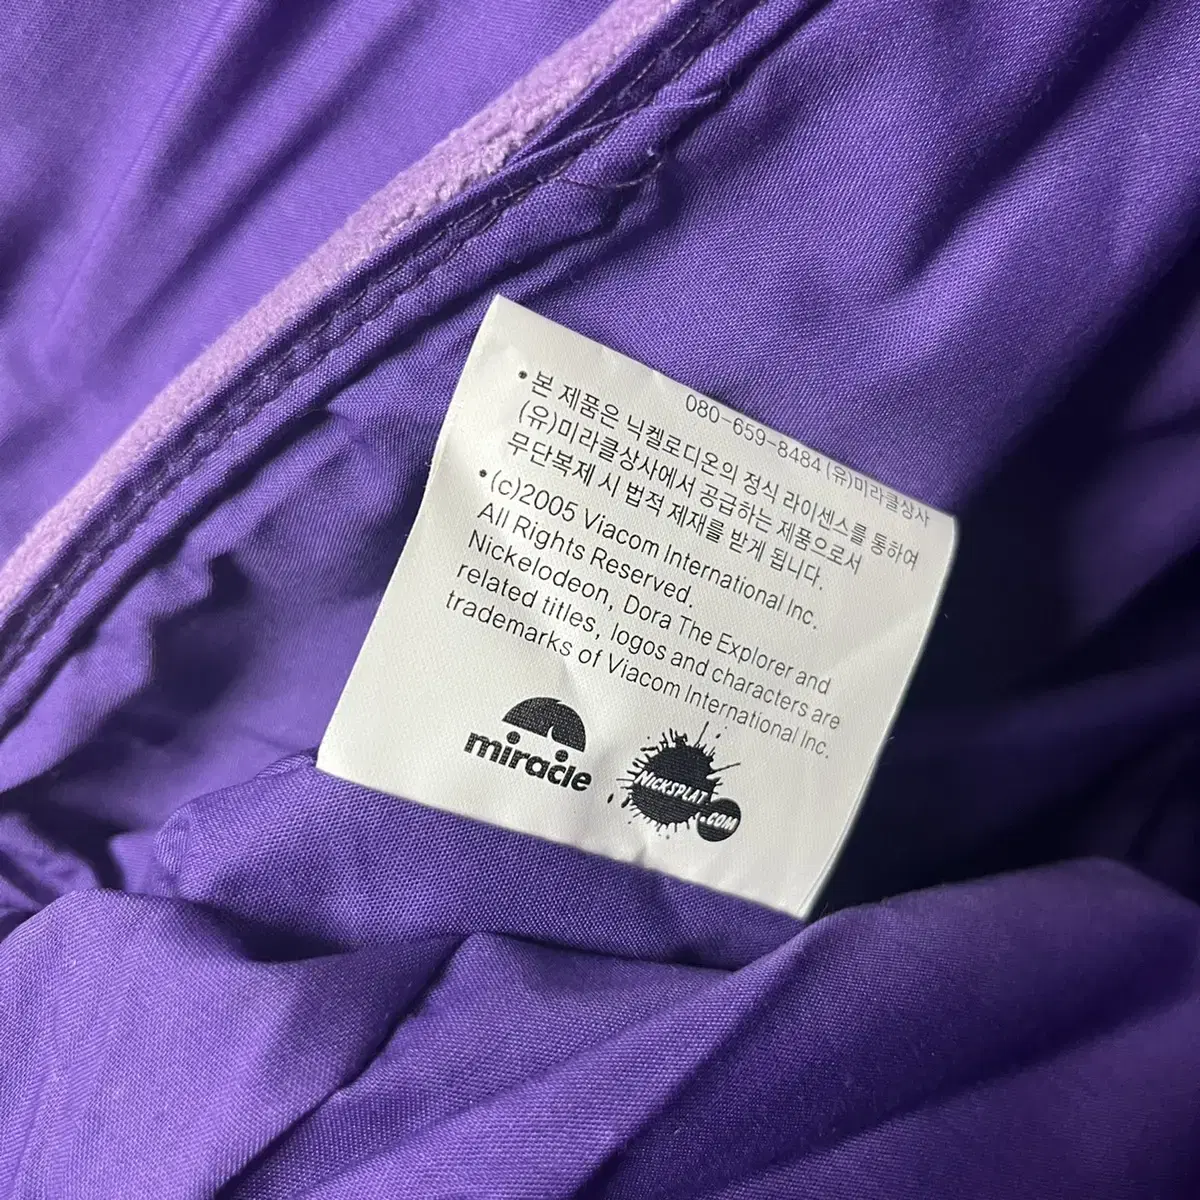 080-659-8484 (유)미라클상사
•본 제품은 닉켈로디온의 정식 라이센스를 통하여
(유)미라클상사에서 공급하는 제품으로서
무단복제 시 법적 제재를 받게 됩니다.
•(c)2005 Viacom International Inc.
All Rights Reserved.
Nickelodeon, Dora The Explorer and
related titles, logos and characters are
trademarks of Viacom International Inc.
miracle
NICKSPLAT
.COM